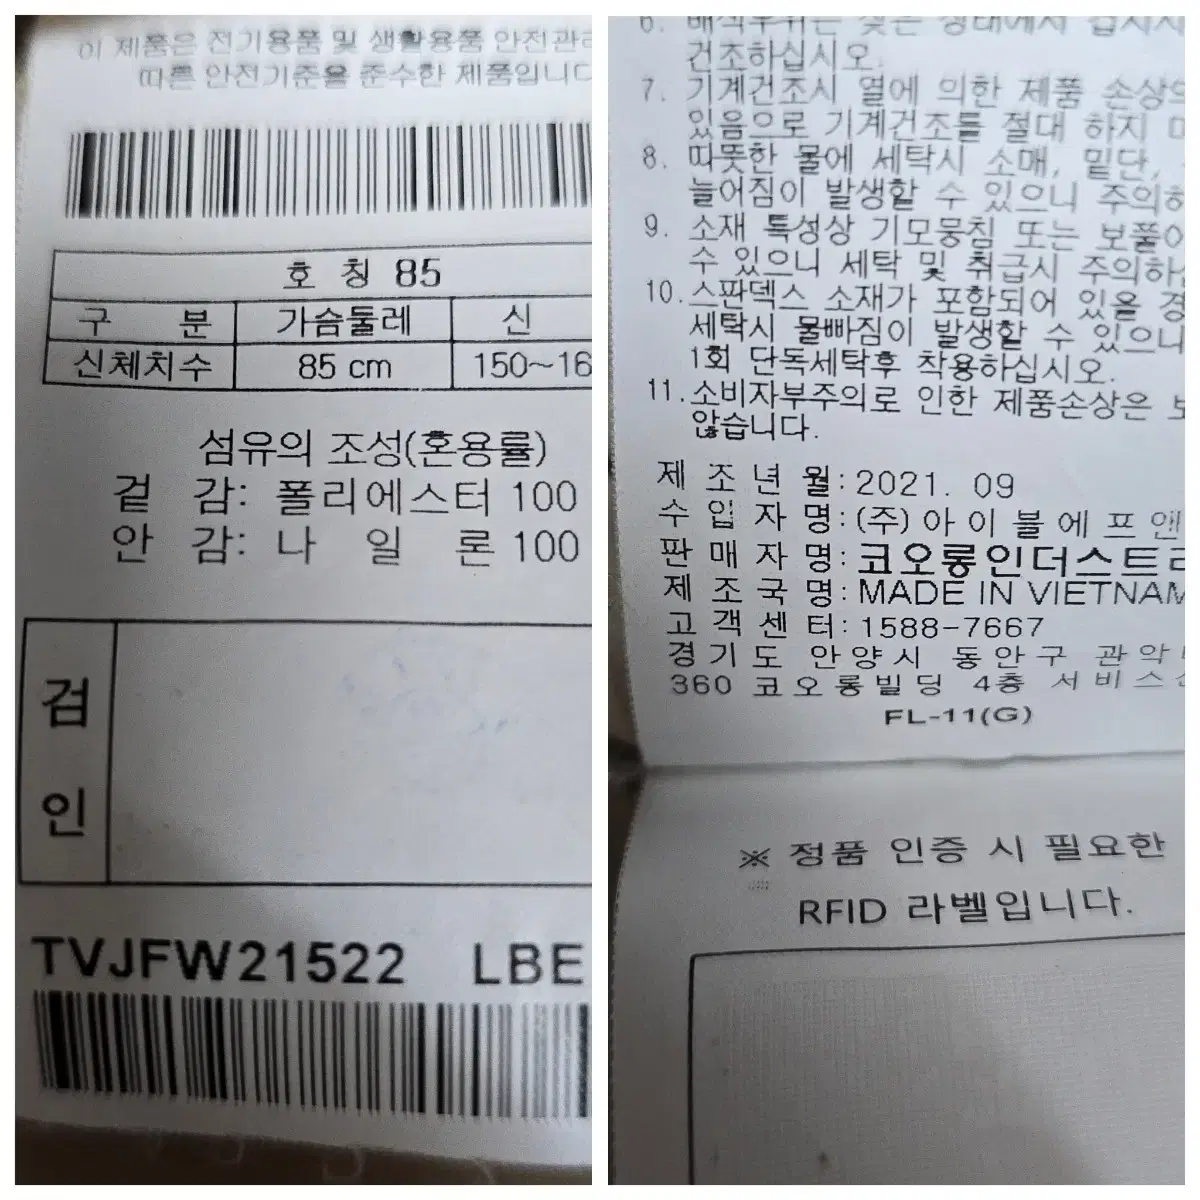 이 제품은 전기용품 및 생활용품 안전관리
따른 안전기준을 준수한 제품입니다
호 칭 85
구 분 가슴둘레 신
신체치수 85 cm 150~16
섬유의 조성(혼용률)
겉 감: 폴리에스터 100
안 감: 나 일 론 100
검
인
TVJFW21522 LBE
건조하십시오.
7. 기계건조시 열에 의한 제품 손상의
있음으로 기계건조를 절대 하지 마
8. 따뜻한 물에 세탁시 소매, 밑단,
늘어짐이 발생할 수 있으니 주의하
9. 소재 특성상 기모뭉침 또는 보풀이
수 있으니 세탁 및 취급시 주의하
10. 스판덱스 소재가 포함되어 있을 경
세탁시 물빠짐이 발생할 수 있으니
1회 단독세탁후 착용하십시오.
11. 소비자부주의로 인한 제품손상은 보
않습니다.
제 조 년 월: 2021. 09
수 입 자 명: (주)아이블에프앤
판 매 자 명: 코오롱인더스트리
제 조 국 명: MADE IN VIETNAM
고 객 센 터: 1588-7667
경기도 안양시 동안구 관악
360 코오롱빌딩 4층 서비스
FL-11(G)
※ 정품 인증 시 필요한
RFID 라벨입니다.